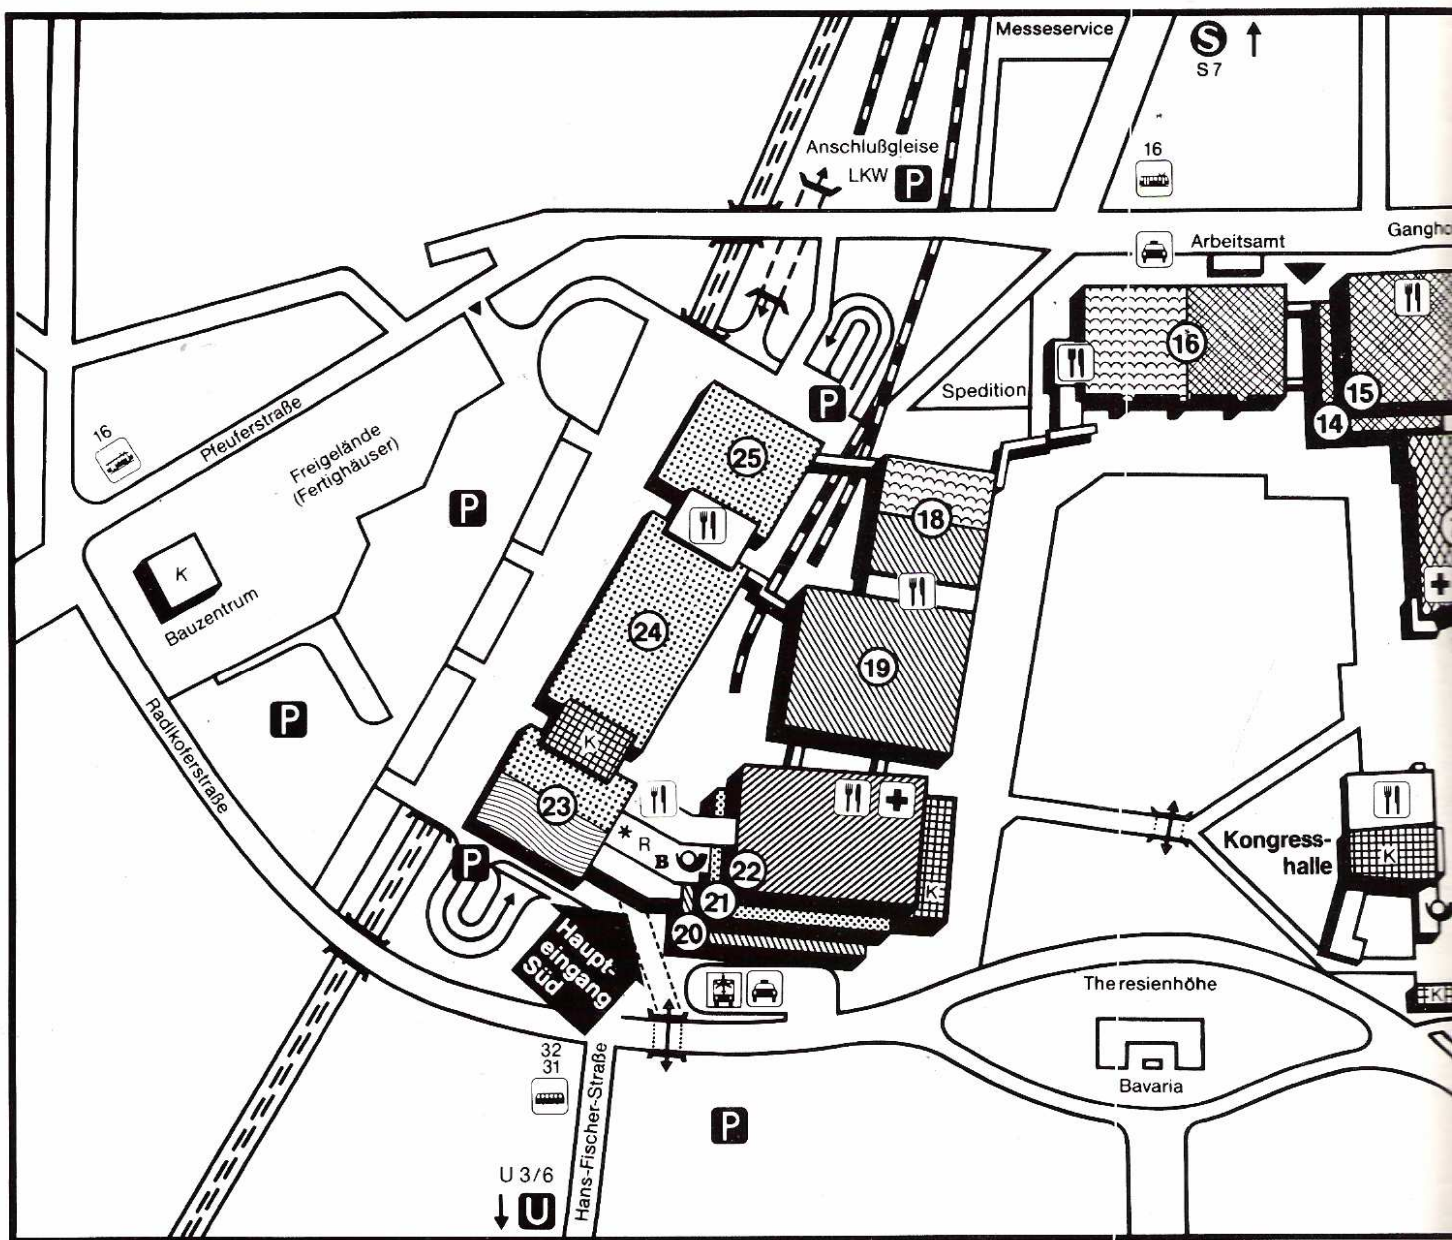 Messeservice
S
S 7
Anschlußgleise
LKW P
16
Arbeitsamt
Gangho
16
15
14
Spedition
P
16
Pfeuferstraße
Freigelände
(Fertighäuser)
P
25
18
K
Bauzentrum
24
19
P
Radlkoferstraße
K
23
P
* R
B
22
21
20
K
Kongress-
halle
K
Haupt-
eingang
Süd
Theresienhöhe
K
Bavaria
32
31
Hans-Fischer-Straße
P
U 3/6
U